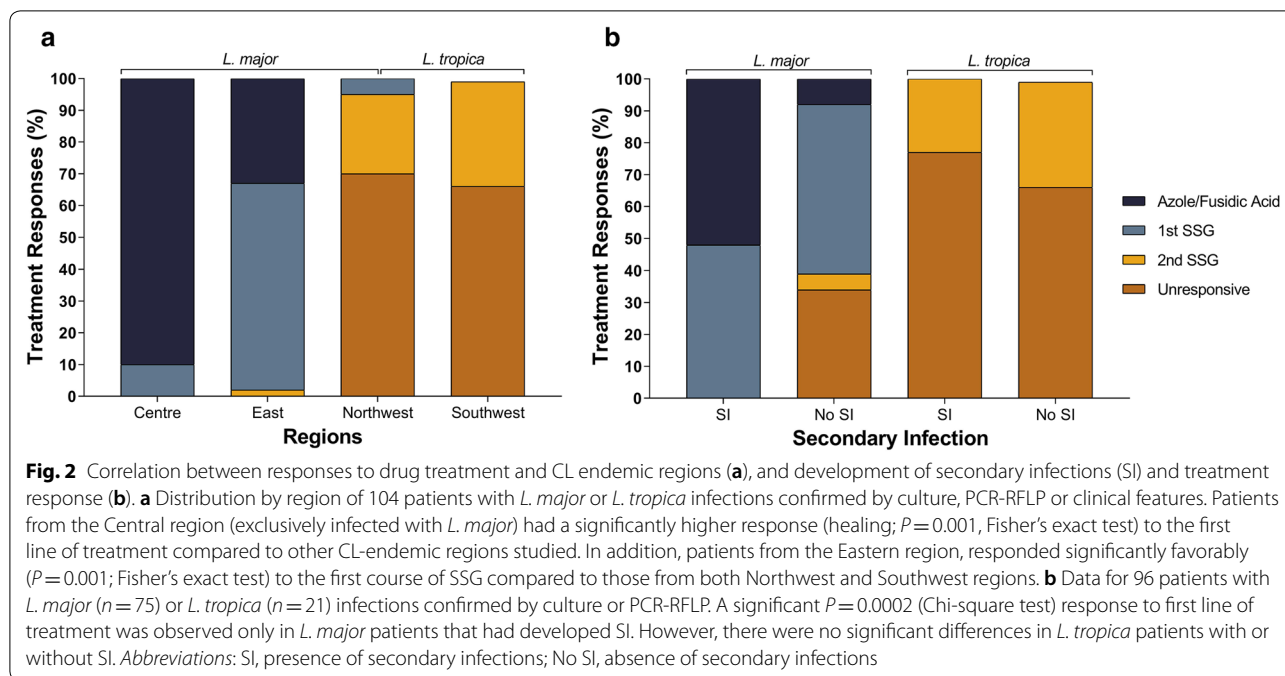 a
L. major
L. tropica
Treatment Responses (%)
100
90
80
70
60
50
40
30
20
10
0
Centre East Northwest Southwest
Regions
b
L. major
L. tropica
Treatment Responses (%)
100
90
80
70
60
50
40
30
20
10
0
SI No SI SI No SI
Secondary Infection
Azole/Fusidic Acid
1st SSG
2nd SSG
Unresponsive
Fig. 2 Correlation between responses to drug treatment and CL endemic regions (a), and development of secondary infections (SI) and treatment
response (b). a Distribution by region of 104 patients with L. major or L. tropica infections confirmed by culture, PCR-RFLP or clinical features. Patients
from the Central region (exclusively infected with L. major) had a significantly higher response (healing; P = 0.001, Fisher's exact test) to the first
line of treatment compared to other CL-endemic regions studied. In addition, patients from the Eastern region, responded significantly favorably
(P = 0.001; Fisher's exact test) to the first course of SSG compared to those from both Northwest and Southwest regions. b Data for 96 patients with
L. major (n = 75) or L. tropica (n = 21) infections confirmed by culture or PCR-RFLP. A significant P = 0.0002 (Chi-square test) response to first line of
treatment was observed only in L. major patients that had developed SI. However, there were no significant differences in L. tropica patients with or
without SI. Abbreviations: SI, presence of secondary infections; No SI, absence of secondary infections